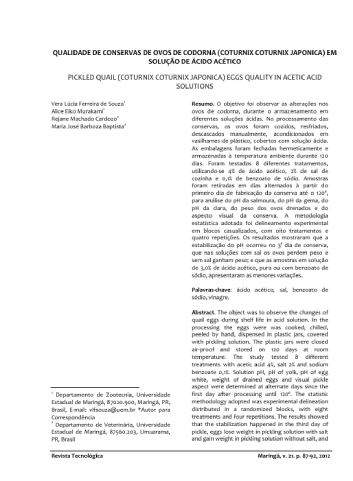 QUALIDADE DE CONSERVAS DE OVOS DE CODORNA (COTURNIX COTURNIX JAPONICA) EM
SOLUÇÃO DE ÁCIDO ACÉTICO
PICKLED QUAIL (COTURNIX COTURNIX JAPONICA) EGGS QUALITY IN ACETIC ACID
SOLUTIONS
Vera Lúcia Ferreira de Souza¹
Alice Eiko Murakami¹
Rejane Machado Cardozo²
Maria José Barboza Baptista²
Resumo. O objetivo foi observar as alterações nos
ovos de codorna, durante o armazenamento em
diferentes soluções ácidas. No processamento das
conservas, os ovos foram cozidos, resfriados,
descascados manualmente, acondicionados em
vasilhames de plástico, cobertos com solução ácida.
As embalagens foram fechadas hermeticamente e
armazenadas à temperatura ambiente durante 120
dias. Foram testados 8 diferentes tratamentos,
utilizando-se 4% de ácido acético, 2% de sal de
cozinha e 0,1% de benzoato de sódio. Amostras
foram retiradas em dias alternados à partir do
primeiro dia de fabricação da conserva até o 120º,
para análise do pH da salmoura, do pH da gema, do
pH da clara, do peso dos ovos drenados e do
aspecto visual da conserva. A metodologia
estatística adotada foi delineamento experimental
em blocos casualizados, com oito tratamentos e
quatro repetições. Os resultados mostraram que a
estabilização do pH ocorreu no 3º dia de conserva,
que nas soluções com sal os ovos perdem peso e
sem sal ganham peso; e que as amostras em solução
de 3,0% de ácido acético, pura ou com benzoato de
sódio, apresentaram as menores variações.
Palavras-chave: ácido acético, sal, benzoato de
sódio, vinagre.
Abstract. The object was to observe the changes of
quail eggs during shelf life in acid solution. In the
processing the eggs were was cooked, chilled,
peeled by hand, dispensed in plastic jars, covered
with pickling solution. The plastic jars were closed
air-proof and stored on 120 days at room
temperature. The study tested 8 different
treatments with acetic acid 4%, salt 2% and sodium
benzoate 0,1%. Solution pH, pH of yolk, pH of egg
white, weight of drained eggs and visual pickle
aspect were determined at alternate days since the
first day after processing until 120º. The statistic
methodology adopted was experimental delineation
distributed in a randomized blocks, with eight
treatments and four repetitions. The results showed
that the stabilization happened in the third day of
pickle, eggs lose weight in pickling solution with salt
and gain weight in pickling solution without salt, and
¹ Departamento de Zootecnia, Universidade
Estadual de Maringá, 87020.900, Maringá, PR,
Brasil, E-mail: vlfsouza@uem.br *Autor para
Correspondência
² Departamento de Veterinária, Universidade
Estadual de Maringá, 87560.203, Umuarama,
PR, Brasil
Revista Tecnológica
Maringá, v. 21. p. 87-92, 2012